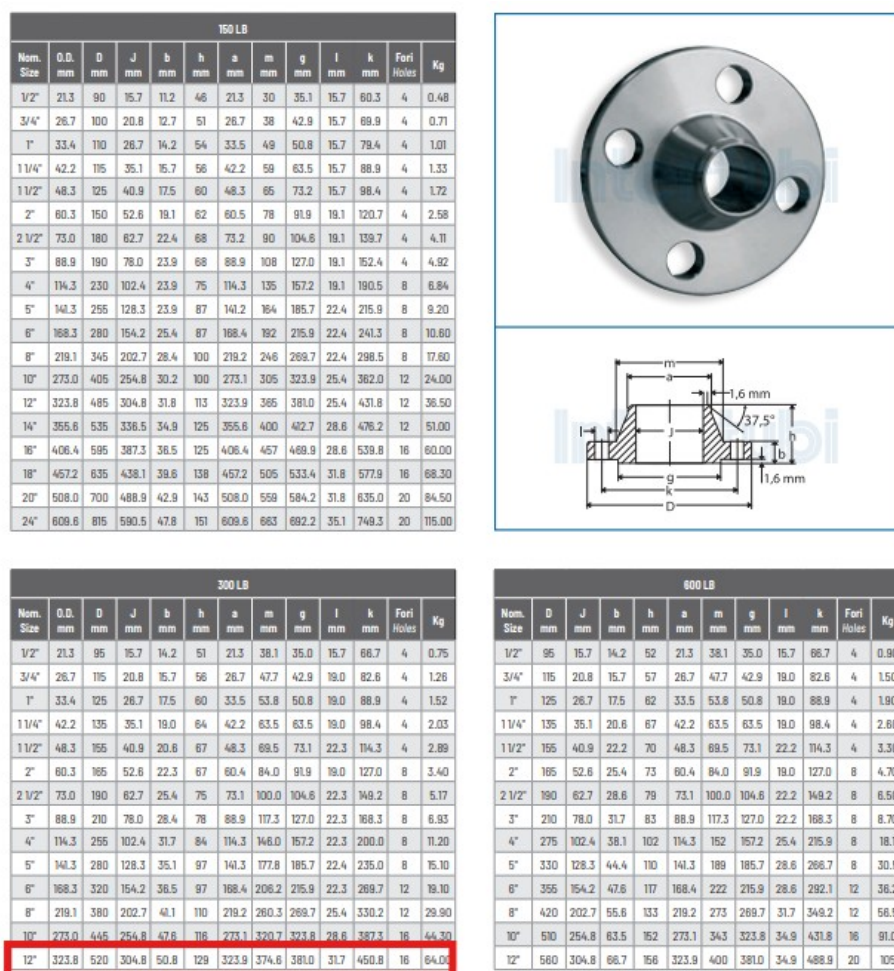 150 LB
Nom. Size O.D. mm D mm J mm b mm h mm a mm m mm g mm l mm k mm Fori Holes Kg
1/2" 21.3 90 15.7 11.2 46 21.3 30 35.1 15.7 60.3 4 0.48
3/4" 26.7 100 20.8 12.7 51 26.7 38 42.9 15.7 69.9 4 0.71
1" 33.4 110 26.7 14.2 54 33.5 49 50.8 15.7 79.4 4 1.01
1 1/4" 42.2 115 35.1 15.7 56 42.2 59 63.5 15.7 88.9 4 1.33
1 1/2" 48.3 125 40.9 17.5 60 48.3 65 73.2 15.7 98.4 4 1.72
2" 60.3 150 52.6 19.1 62 60.5 78 91.9 19.1 120.7 4 2.58
2 1/2" 73.0 180 62.7 22.4 68 73.2 90 104.6 19.1 139.7 4 4.11
3" 88.9 190 78.0 23.9 68 88.9 108 127.0 19.1 152.4 4 4.92
4" 114.3 230 102.4 23.9 75 114.3 135 157.2 19.1 190.5 8 6.84
5" 141.3 255 128.3 23.9 87 141.2 164 185.7 22.4 215.9 8 9.20
6" 168.3 280 154.2 25.4 87 168.4 192 215.9 22.4 241.3 8 10.60
8" 219.1 345 202.7 28.4 100 219.2 246 269.7 22.4 298.5 8 17.60
10" 273.0 405 254.8 30.2 100 273.1 305 323.9 25.4 362.0 12 24.00
12" 323.8 485 304.8 31.8 113 323.9 365 381.0 25.4 431.8 12 36.50
14" 355.6 535 336.5 34.9 125 355.6 400 412.7 28.6 476.2 12 51.00
16" 406.4 595 387.3 36.5 125 406.4 457 469.9 28.6 539.8 16 60.00
18" 457.2 635 438.1 39.6 138 457.2 505 533.4 31.8 577.9 16 68.30
20" 508.0 700 488.9 42.9 143 508.0 559 584.2 31.8 635.0 20 84.50
24" 609.6 815 590.5 47.8 151 609.6 663 692.2 35.1 749.3 20 115.00
m
a
1,6 mm
37,5°
l J h
b
g
k 1,6 mm
D
300 LB
Nom. Size O.D. mm D mm J mm b mm h mm a mm m mm g mm l mm k mm Fori Holes Kg
1/2" 21.3 95 15.7 14.2 51 21.3 38.1 35.0 15.7 66.7 4 0.75
3/4" 26.7 115 20.8 15.7 56 26.7 47.7 42.9 19.0 82.6 4 1.26
1" 33.4 125 26.7 17.5 60 33.5 53.8 50.8 19.0 88.9 4 1.52
1 1/4" 42.2 135 35.1 19.0 64 42.2 63.5 63.5 19.0 98.4 4 2.03
1 1/2" 48.3 155 40.9 20.6 67 48.3 69.5 73.1 22.3 114.3 4 2.89
2" 60.3 165 52.6 22.3 67 60.4 84.0 91.9 19.0 127.0 8 3.40
2 1/2" 73.0 190 62.7 25.4 75 73.1 100.0 104.6 22.3 149.2 8 5.17
3" 88.9 210 78.0 28.4 78 88.9 117.3 127.0 22.3 168.3 8 6.93
4" 114.3 255 102.4 31.7 84 114.3 146.0 157.2 22.3 200.0 8 11.20
5" 141.3 280 128.3 35.1 97 141.3 177.8 185.7 22.4 235.0 8 15.10
6" 168.3 320 154.2 36.5 97 168.4 206.2 215.9 22.3 269.7 12 19.10
8" 219.1 380 202.7 41.1 110 219.2 260.3 269.7 25.4 330.2 12 29.90
10" 273.0 445 254.8 47.6 116 273.1 320.7 323.8 28.6 387.3 16 44.30
12" 323.8 520 304.8 50.8 129 323.9 374.6 381.0 31.7 450.8 16 64.00
600 LB
Nom. Size D mm J mm b mm h mm a mm m mm g mm l mm k mm Fori Holes Kg
1/2" 95 15.7 14.2 52 21.3 38.1 35.0 15.7 66.7 4
3/4" 115 20.8 15.7 57 26.7 47.7 42.9 19.0 82.6 4
1" 125 26.7 17.5 62 33.5 53.8 50.8 19.0 88.9 4
1 1/4" 135 35.1 20.6 67 42.2 63.5 63.5 19.0 98.4 4
1 1/2" 155 40.9 22.2 70 48.3 69.5 73.1 22.2 114.3 4
2" 165 52.6 25.4 73 60.4 84.0 91.9 19.0 127.0 8
2 1/2" 190 62.7 28.6 79 73.1 100.0 104.6 22.2 149.2 8
3" 210 78.0 31.7 83 88.9 117.3 127.0 22.2 168.3 8
4" 275 102.4 38.1 102 114.3 152 157.2 25.4 215.9 8
5" 330 128.3 44.4 110 141.3 189 185.7 28.6 266.7 8
6" 355 154.2 47.6 117 168.4 222 215.9 28.6 292.1 12
8" 420 202.7 55.6 133 219.2 273 269.7 31.7 349.2 12
10" 510 254.8 63.5 152 273.1 343 323.8 34.9 431.8 16
12" 560 304.8 66.7 156 323.9 400 381.0 34.9 488.9 20